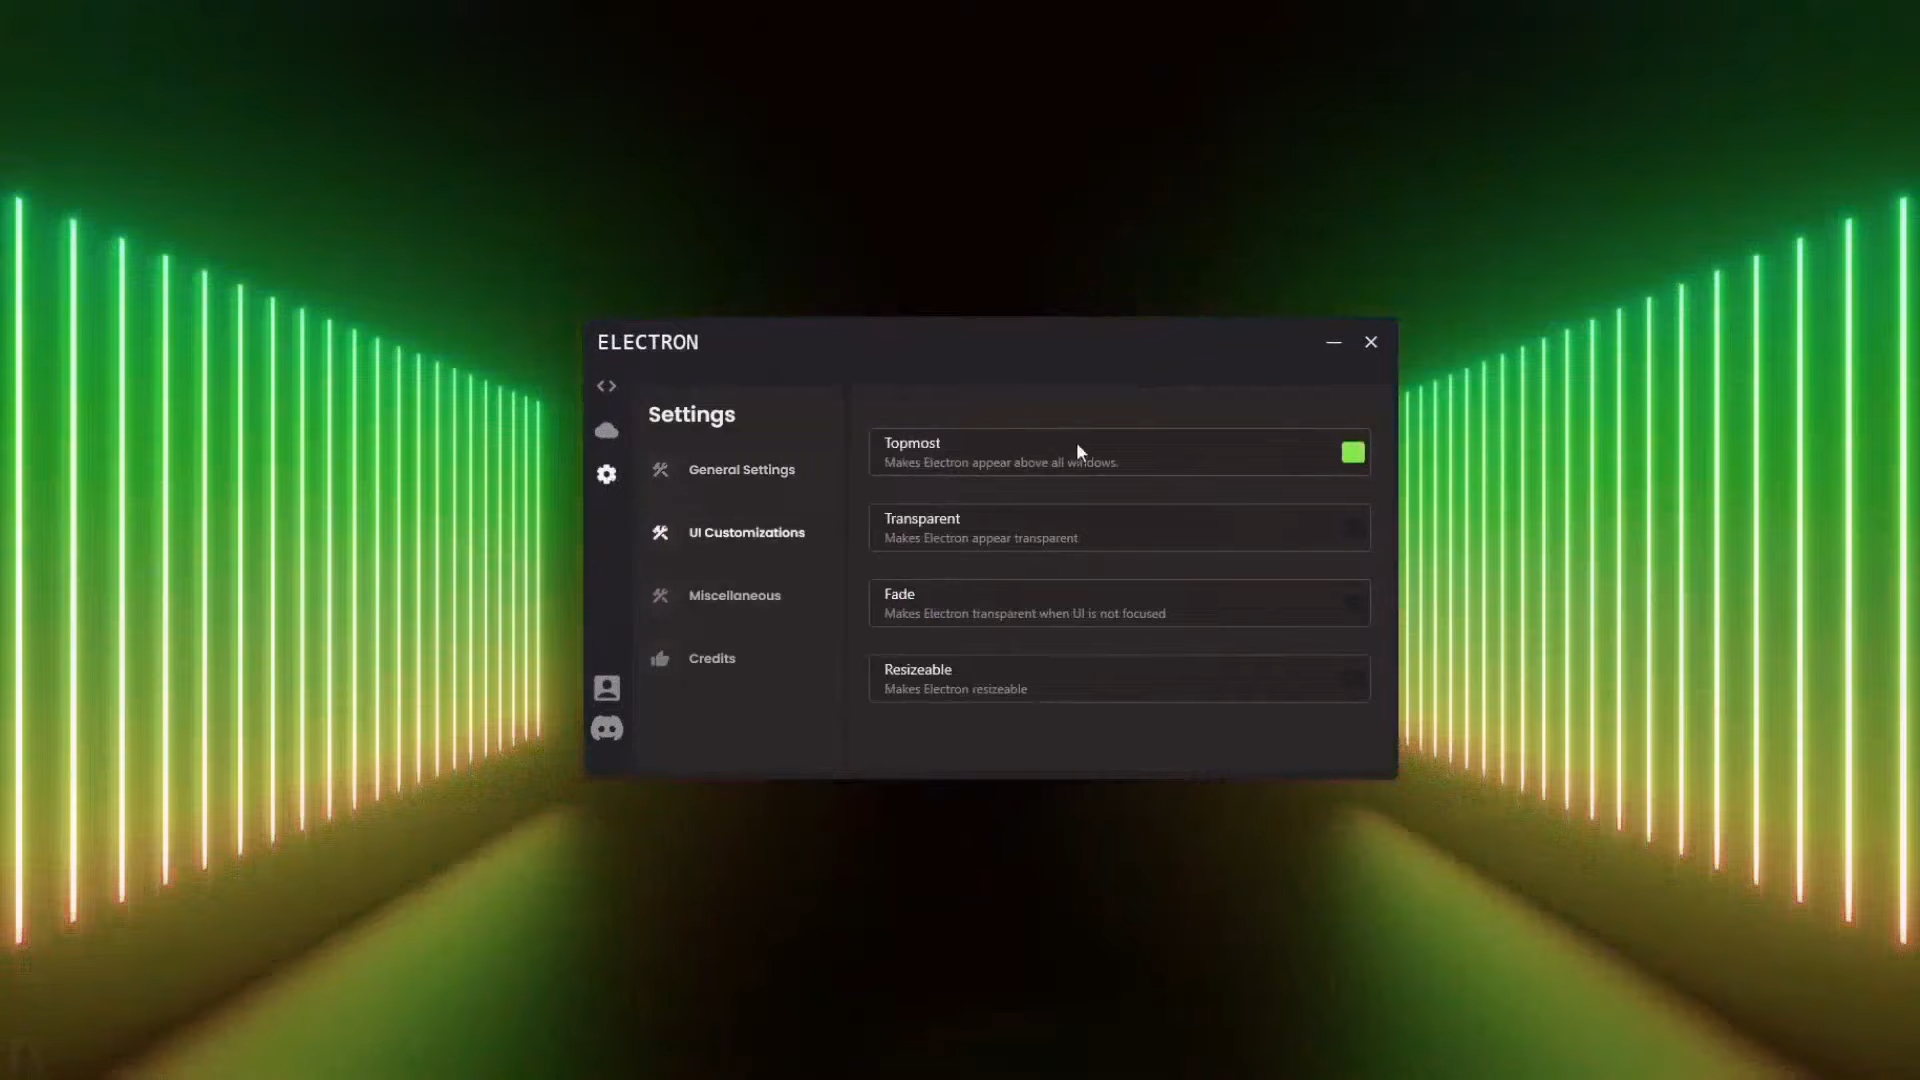 ELECTRON
Settings
General Settings
UI Customizations
Miscellaneous
Credits
Topmost
Makes Electron appear above all windows.
Transparent
Makes Electron appear transparent
Fade
Makes Electron transparent when UI is not focused
Resizeable
Makes Electron resizeable